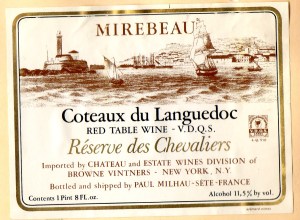 MIREBEAU
Coteaux du Languedoc
RED TABLE WINE - V.D.Q.S.
Réserve des Chevaliers
Imported by CHATEAU and ESTATE WINES DIVISION of
BROWNE VINTNERS - NEW YORK, N.Y.
Bottled and shipped by PAUL MILHAU-SÈTE-FRANCE
Contents 1 Pint 8 FL. oz.
Alcohol 11,5% by vol.